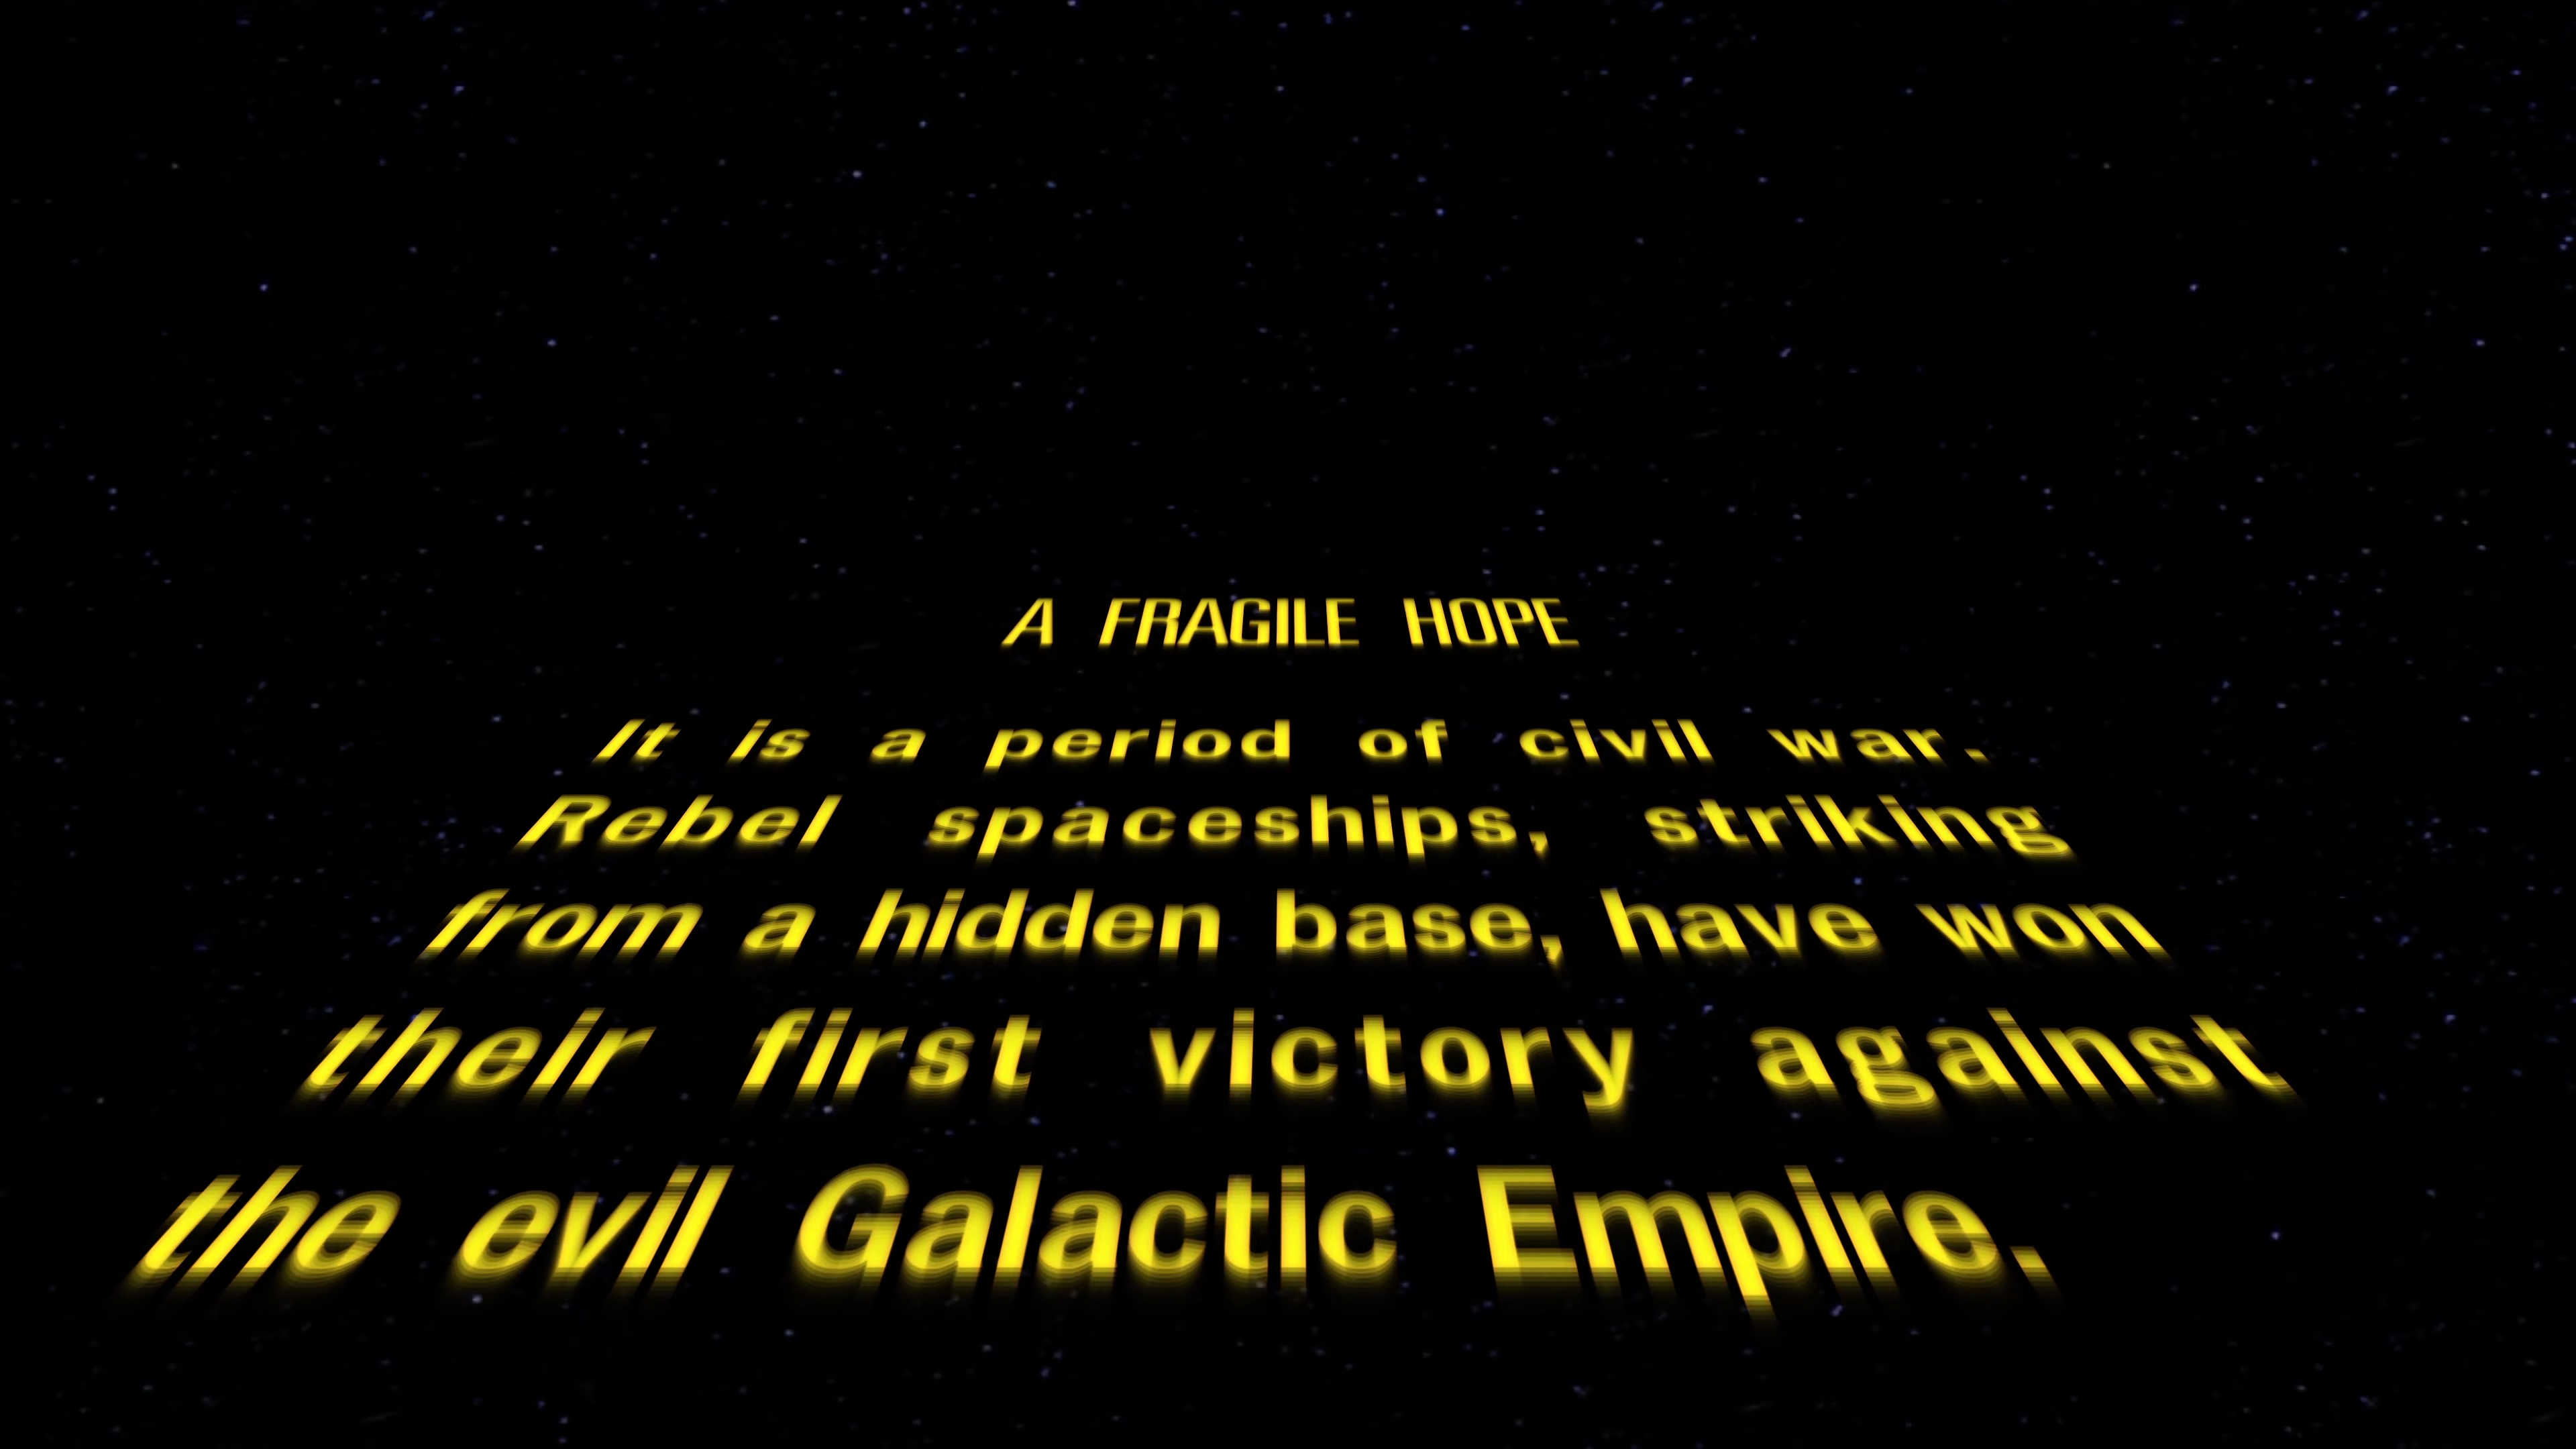 A FRAGILE HOPE
It is a period of civil war.
Rebel spaceships, striking
from a hidden base, have won
their first victory against
the evil Galactic Empire.